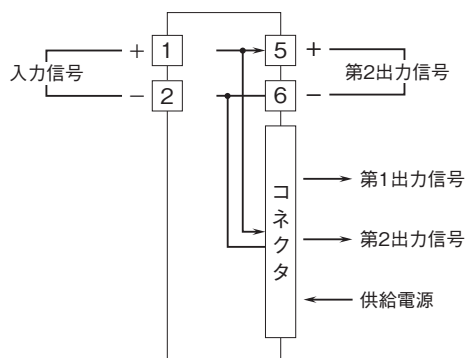 入力信号
+ 1
− 2
5 +
6 −
第2出力信号
コネクタ
第1出力信号
第2出力信号
供給電源